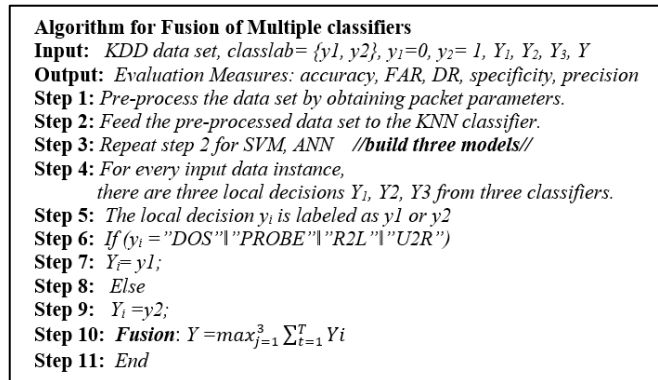 Algorithm for Fusion of Multiple classifiers
Input: KDD data set, classlab= {y1, y2}, y₁=0, y₂= 1, Y₁, Y₂, Y₃, Y
Output: Evaluation Measures: accuracy, FAR, DR, specificity, precision
Step 1: Pre-process the data set by obtaining packet parameters.
Step 2: Feed the pre-processed data set to the KNN classifier.
Step 3: Repeat step 2 for SVM, ANN //build three models//
Step 4: For every input data instance,
there are three local decisions Y₁, Y2, Y3 from three classifiers.
Step 5: The local decision yᵢ is labeled as y1 or y2
Step 6: If (yᵢ =”DOS”‖”PROBE”‖”R2L”‖”U2R”)
Step 7: Yᵢ= y1;
Step 8: Else
Step 9: Yᵢ =y2;
Step 10: Fusion: Y =max³ⱼ₌₁ ∑ᵀₜ₌₁ Yi
Step 11: End